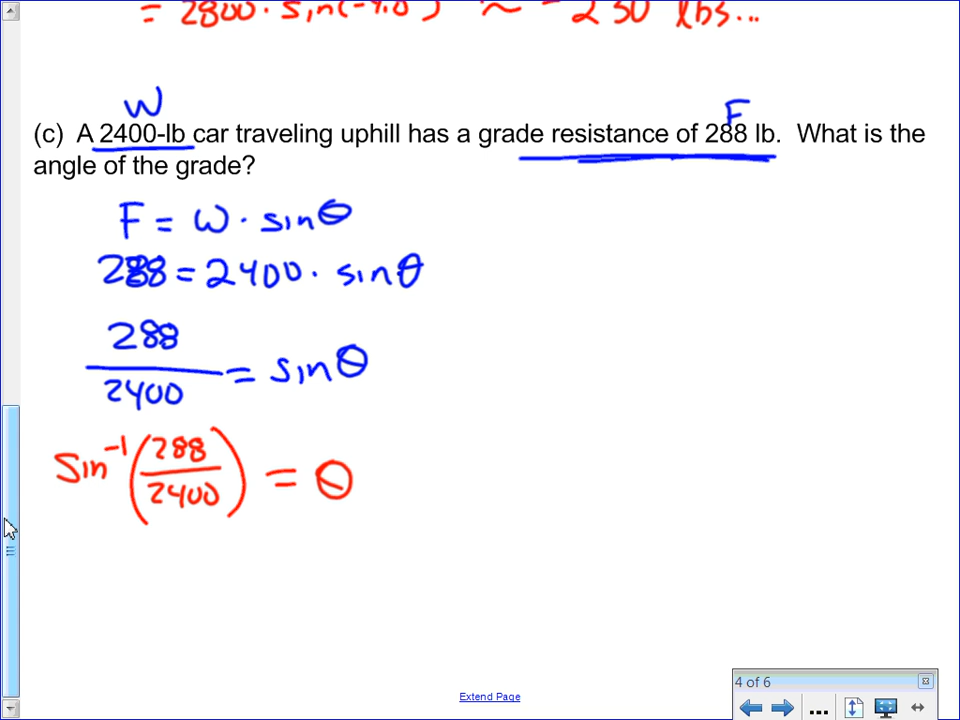 = 2800 · sin(-4.0°) ≈ -230 lbs...
W
F
(c) A 2400-lb car traveling uphill has a grade resistance of 288 lb. What is the
angle of the grade?
F = W · sinθ
288 = 2400 · sinθ
288
2400 = sinθ
sin⁻¹(288/2400) = θ
4 of 6
...
Extend Page